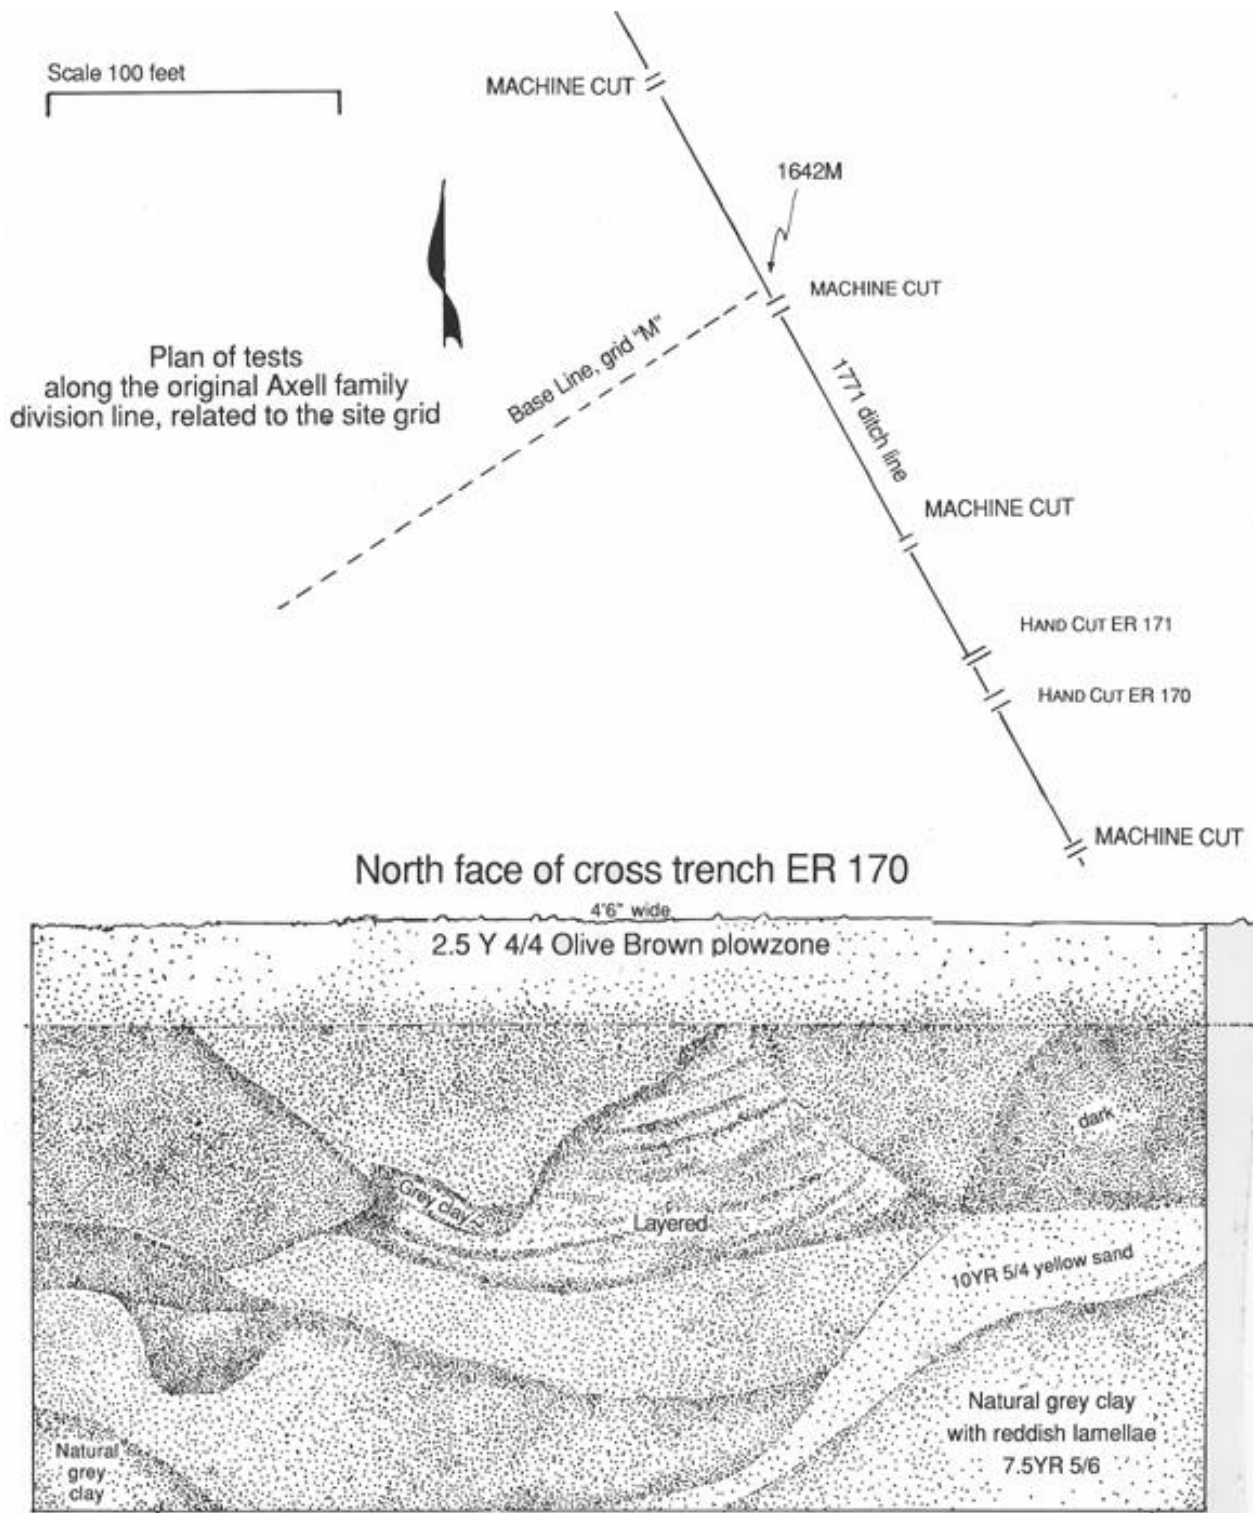 Scale 100 feet
MACHINE CUT
1642M
MACHINE CUT
Base Line, grid "M"
Plan of tests
along the original Axell family
division line, related to the site grid
1771 ditch line
MACHINE CUT
HAND CUT ER 171
HAND CUT ER 170
MACHINE CUT
North face of cross trench ER 170
4'6" wide
2.5 Y 4/4 Olive Brown plowzone
dark
Grey clay
Layered
10YR 5/4 yellow sand
Natural grey clay
with reddish lamellae
7.5YR 5/6
Natural
grey
clay